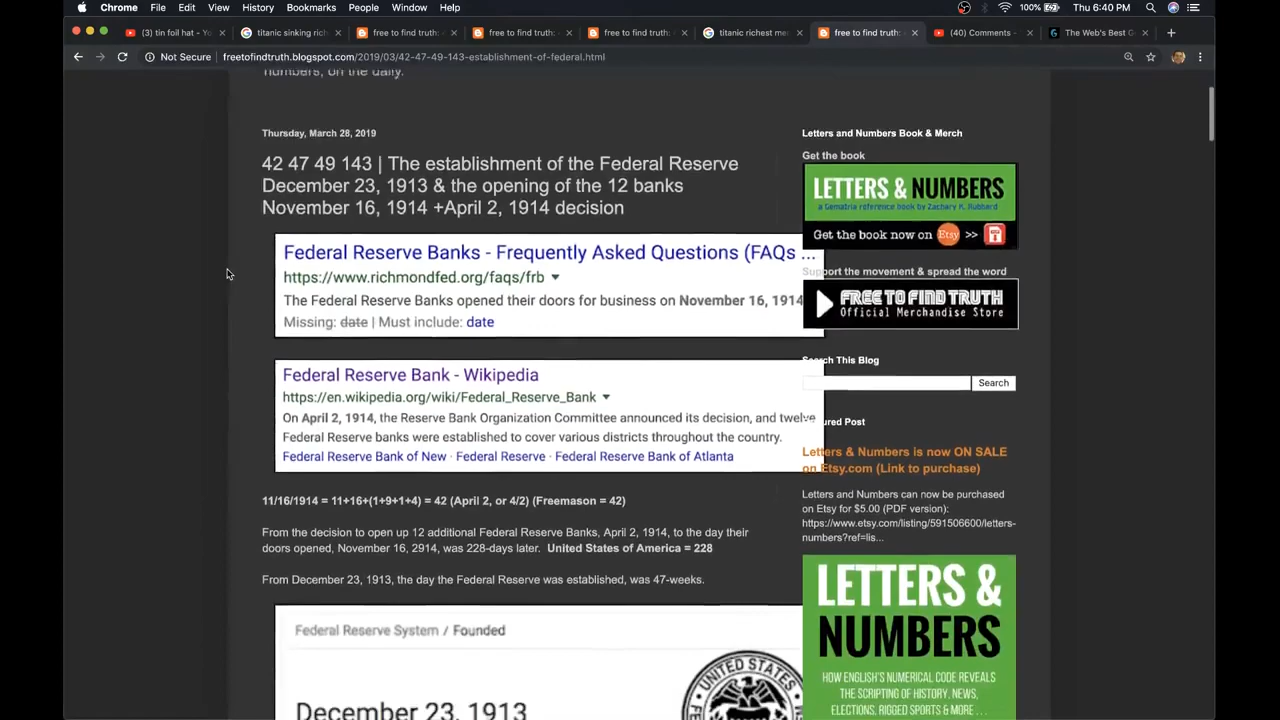 Chrome File Edit View History Bookmarks People Window Help 100% Thu 6:40 PM
(3) tin foil hat - Yo titanic sinking rich free to find truth: free to find truth: free to find truth: titanic richest mer free to find truth: (40) Comments - The Web's Best G
Not Secure freetofindtruth.blogspot.com/2019/03/42-47-49-143-establishment-of-federal.html
numbers, on the daily.
Thursday, March 28, 2019
42 47 49 143 | The establishment of the Federal Reserve
December 23, 1913 & the opening of the 12 banks
November 16, 1914 +April 2, 1914 decision
Federal Reserve Banks - Frequently Asked Questions (FAQs ...
https://www.richmondfed.org/faqs/frb
The Federal Reserve Banks opened their doors for business on November 16, 1914
Missing: date | Must include: date
Federal Reserve Bank - Wikipedia
https://en.wikipedia.org/wiki/Federal_Reserve_Bank
On April 2, 1914, the Reserve Bank Organization Committee announced its decision, and twelve
Federal Reserve banks were established to cover various districts throughout the country.
Federal Reserve Bank of New · Federal Reserve · Federal Reserve Bank of Atlanta
11/16/1914 = 11+16+(1+9+1+4) = 42 (April 2, or 4/2) (Freemason = 42)
From the decision to open up 12 additional Federal Reserve Banks, April 2, 1914, to the day their
doors opened, November 16, 2914, was 228-days later. United States of America = 228
From December 23, 1913, the day the Federal Reserve was established, was 47-weeks.
Federal Reserve System / Founded
December 23, 1913
UNITED STATES
Letters and Numbers Book & Merch
Get the book
LETTERS & NUMBERS
a Gematria reference book by Zachary K. Hubbard
Get the book now on Etsy >>
Support the movement & spread the word
FREE TO FIND TRUTH
Official Merchandise Store
Search This Blog
Search
ured Post
Letters & Numbers is now ON SALE
on Etsy.com (Link to purchase)
Letters and Numbers can now be purchased
on Etsy for $5.00 (PDF version):
https://www.etsy.com/listing/591506600/letters-
numbers?ref=lis...
LETTERS &
NUMBERS
HOW ENGLISH'S NUMERICAL CODE REVEALS
THE SCRIPTING OF HISTORY, NEWS,
ELECTIONS, RIGGED SPORTS & MORE ...